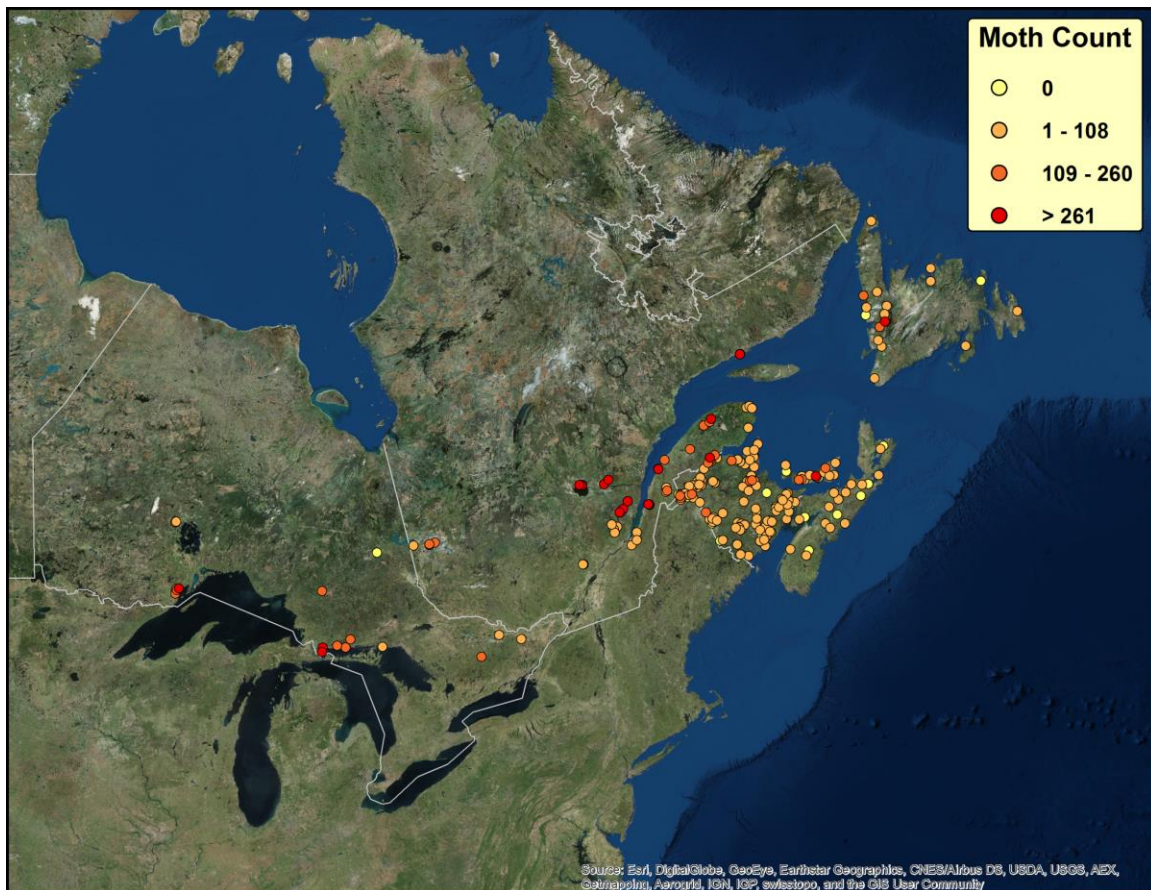 Moth Count
0
1 - 108
109 - 260
> 261
Source: Esri, DigitalGlobe, GeoEye, Earthstar Geographics, CNES/Airbus DS, USDA, USGS, AEX,
Getmapping, Aerogrid, IGN, IGP, swisstopo, and the GIS User Community